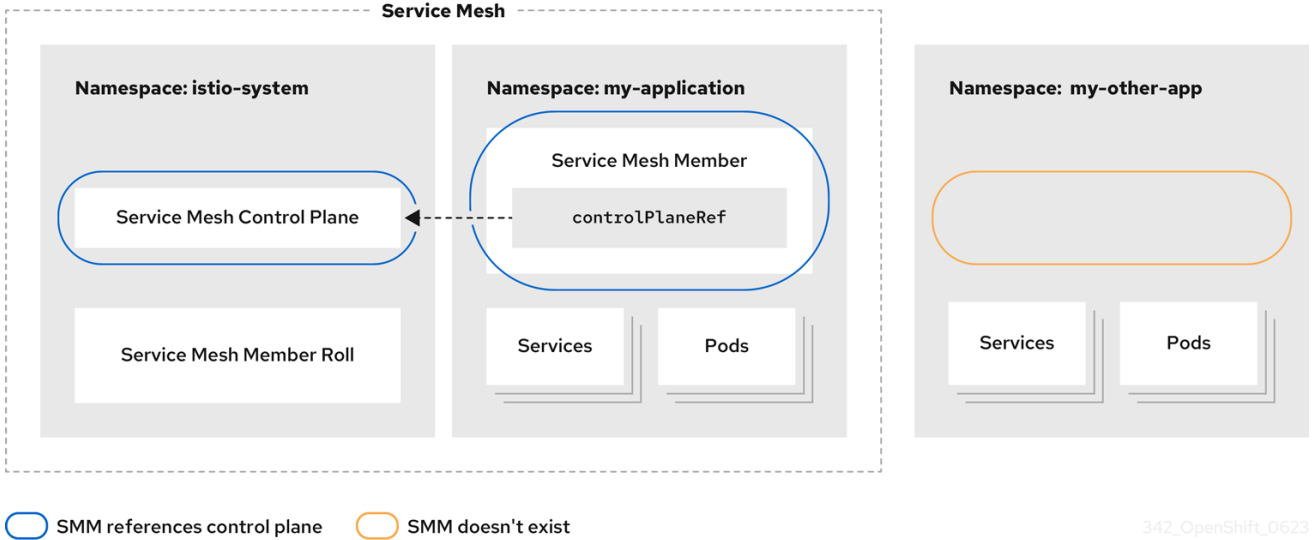 Service Mesh
Namespace: istio-system
Service Mesh Control Plane
Service Mesh Member Roll
Namespace: my-application
Service Mesh Member
controlPlaneRef
Services
Pods
Namespace: my-other-app
Services
Pods
SMM references control plane
SMM doesn't exist
342_OpenShift_0623